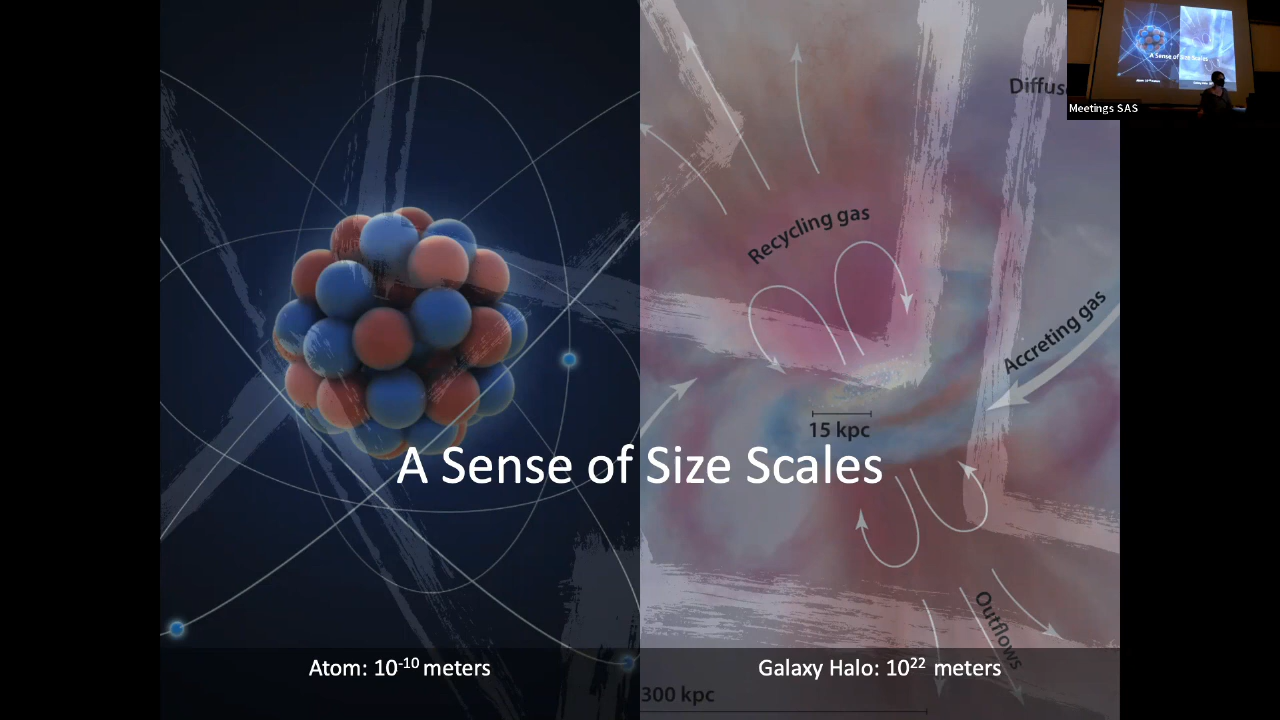 Diffuse
Meetings SAS
Recycling gas
Accreting gas
15 kpc
A Sense of Size Scales
Outflows
Atom: 10⁻¹⁰ meters
Galaxy Halo: 10²² meters
300 kpc